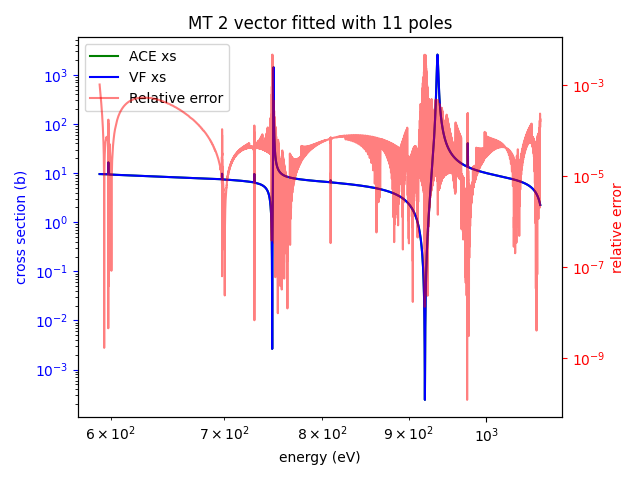 MT 2 vector fitted with 11 poles
ACE xs
VF xs
Relative error
cross section (b)
10³
10²
10¹
10⁰
10⁻¹
10⁻²
10⁻³
10⁻³
10⁻⁵
10⁻⁷
10⁻⁹
relative error
6 × 10² 7 × 10² 8 × 10² 9 × 10² 10³
energy (eV)